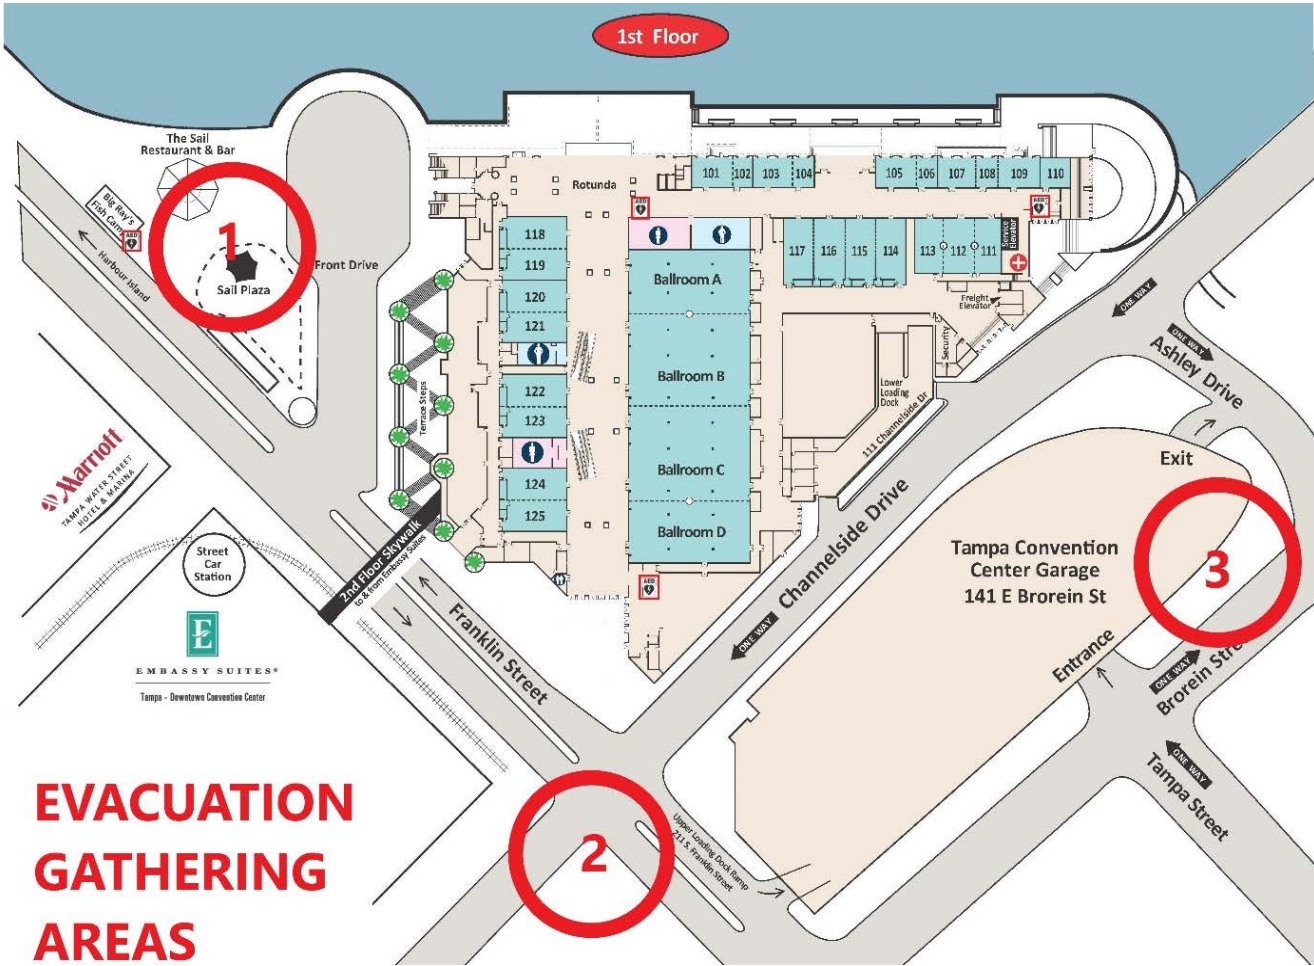 1st Floor
The Sail
Restaurant & Bar
Big Ray's
AED
1
Sail Plaza
Harbour Island
Front Drive
Terrace Steps
Rotunda
AED
101
102
103
104
105
106
107
108
109
110
AED
118
119
120
121
122
123
124
125
Ballroom A
Ballroom B
Ballroom C
Ballroom D
117
116
115
114
113
112
111
Service
Elevator
Freight
Elevator
Security
Lower
Loading
Dock
111 Channelside Dr
AED
ONE WAY
ONE WAY
Ashley Drive
Exit
Marriott
TAMPA WATER STREET
HOTEL & MARINA
Street
Car
Station
2nd Floor Skywalk
to & from Embassy Suites
E
EMBASSY SUITES®
Tampa - Downtown Convention Center
Franklin Street
Channelside Drive
ONE WAY
Tampa Convention
Center Garage
141 E Brorein St
3
Entrance
ONE WAY
Brorein Stre
ONE WAY
Tampa Street
2
Upper Loading Dock Ramp
211 S. Franklin Street
EVACUATION
GATHERING
AREAS